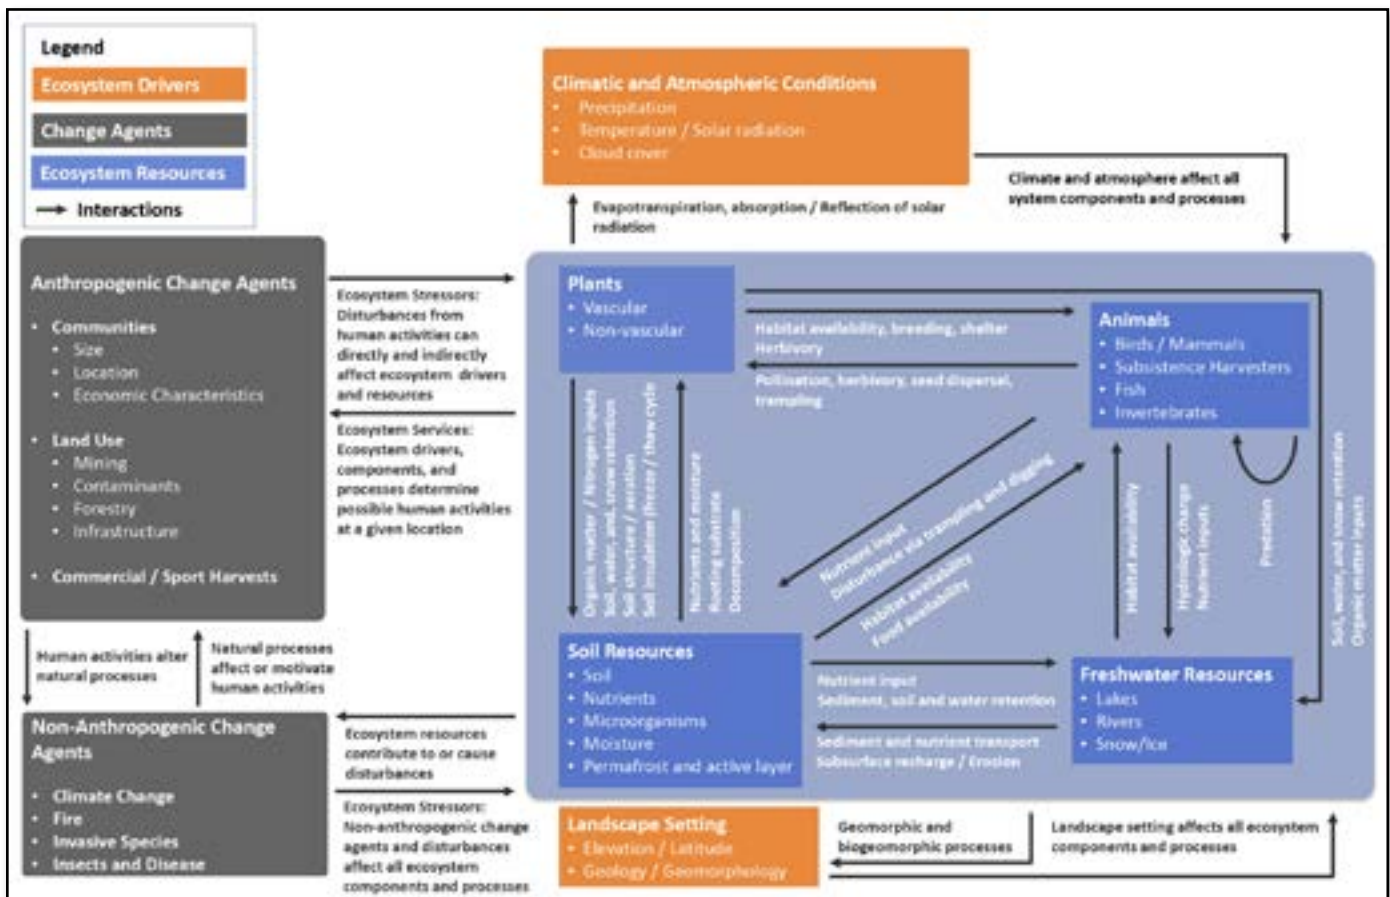 Legend
Ecosystem Drivers
Change Agents
Ecosystem Resources
Interactions
Climatic and Atmospheric Conditions
• Precipitation
• Temperature / Solar radiation
• Cloud cover
Climate and atmosphere affect all
system components and processes
Evapotranspiration, absorption / Reflection of solar
radiation
Anthropogenic Change Agents
• Communities
• Size
• Location
• Economic Characteristics
• Land Use
• Mining
• Contaminants
• Forestry
• Infrastructure
• Commercial / Sport Harvests
Ecosystem Stressors:
Disturbances from
human activities can
directly and indirectly
affect ecosystem drivers
and resources
Ecosystem Services:
Ecosystem drivers,
components, and
processes determine
possible human activities
at a given location
Plants
• Vascular
• Non-vascular
Habitat availability, breeding, shelter
Herbivory
Pollination, herbivory, seed dispersal,
trampling
Animals
• Birds / Mammals
• Subsistence Harvesters
• Fish
• Invertebrates
Organic matter / Nitrogen inputs
Soil, water, and, snow retention
Soil structure / aeration
Soil insulation (freeze / thaw cycle
Nutrients and moisture
Rooting substrate
Decomposition
Nutrient input
Disturbance via trampling and digging
Habitat availability
Food availability
Habitat availability
Hydrologic change
Nutrient inputs
Predation
Soil, water, and snow retention
Organic matter inputs
Soil Resources
• Soil
• Nutrients
• Microorganisms
• Moisture
• Permafrost and active layer
Nutrient input
Sediment, soil and water retention
Sediment and nutrient transport
Subsurface recharge / Erosion
Freshwater Resources
• Lakes
• Rivers
• Snow/Ice
Human activities alter
natural processes
Natural processes
affect or motivate
human activities
Non-Anthropogenic Change
Agents
• Climate Change
• Fire
• Invasive Species
• Insects and Disease
Ecosystem resources
contribute to or cause
disturbances
Ecosystem Stressors:
Non-anthropogenic change
agents and disturbances
affect all ecosystem
components and processes
Landscape Setting
• Elevation / Latitude
• Geology / Geomorphology
Geomorphic and
biogeomorphic processes
Landscape setting affects all ecosystem
components and processes